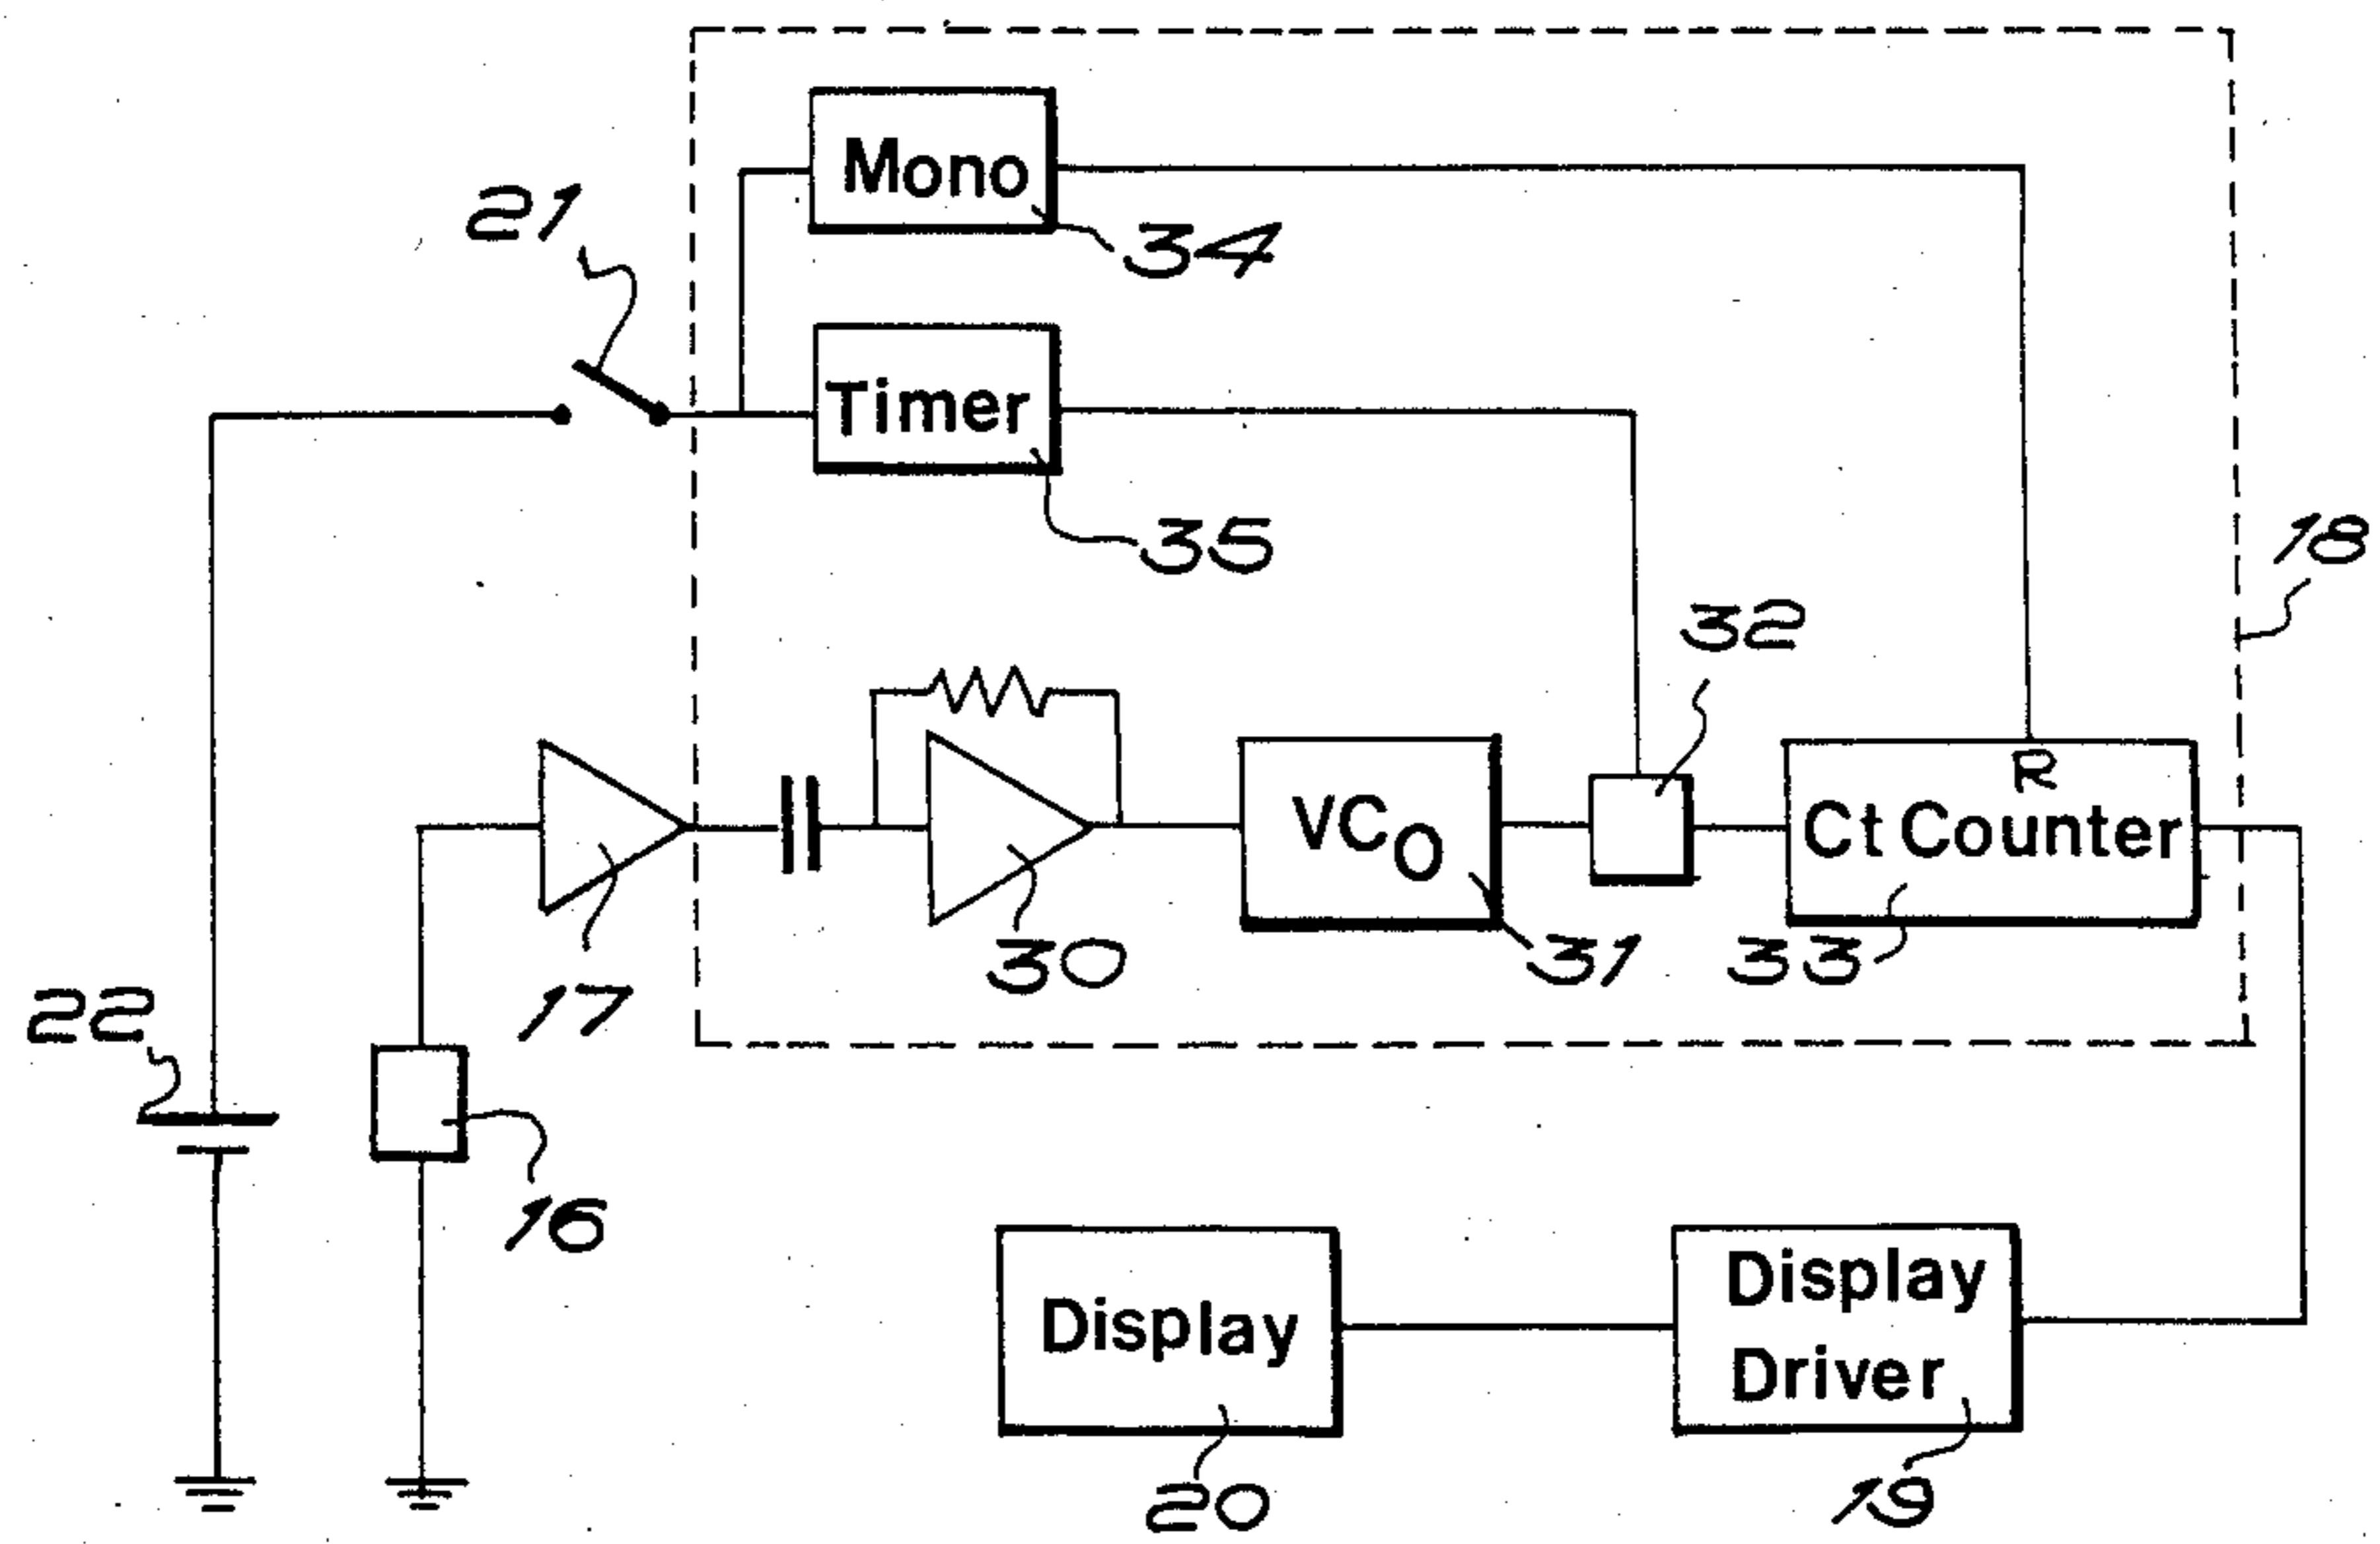 Mono
21
34
Timer
35
18
32
R
VCO
Ct Counter
30
31
33
17
22
16
Display
Display
Driver
20
19